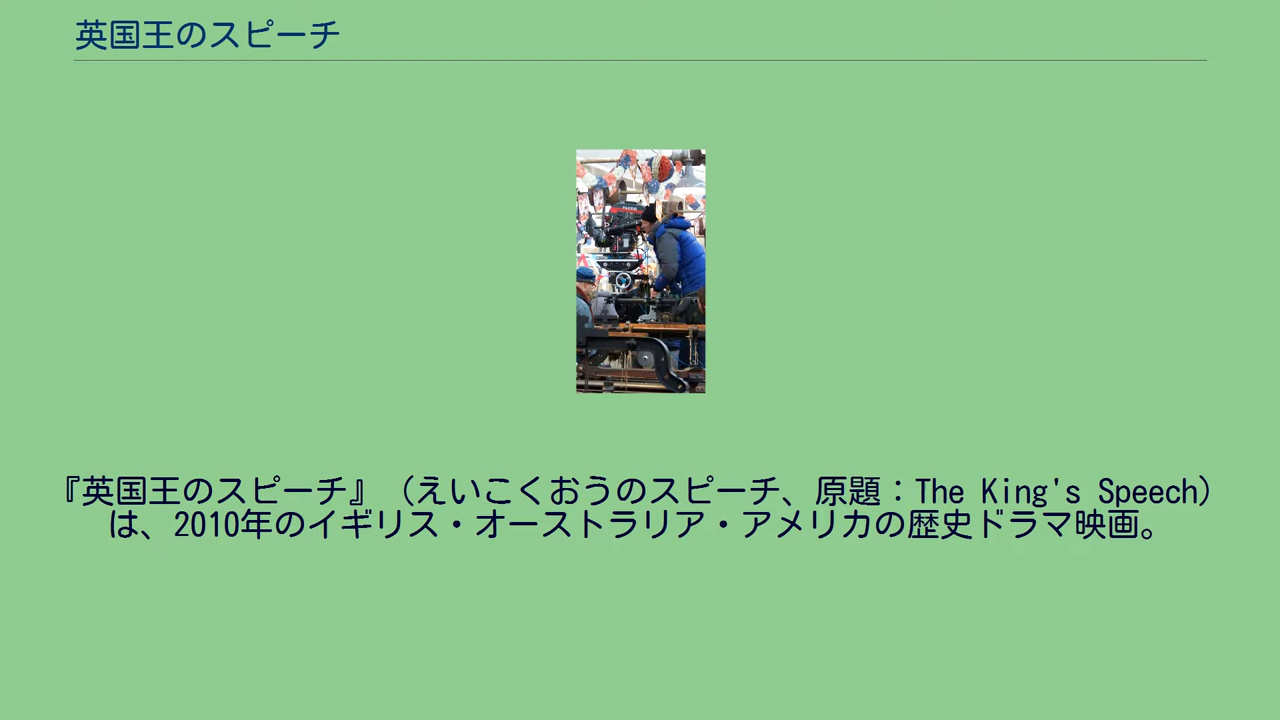 英国王のスピーチ
『英国王のスピーチ』（えいこくおうのスピーチ、原題：The King's Speech）
は、2010年のイギリス・オーストラリア・アメリカの歴史ドラマ映画。